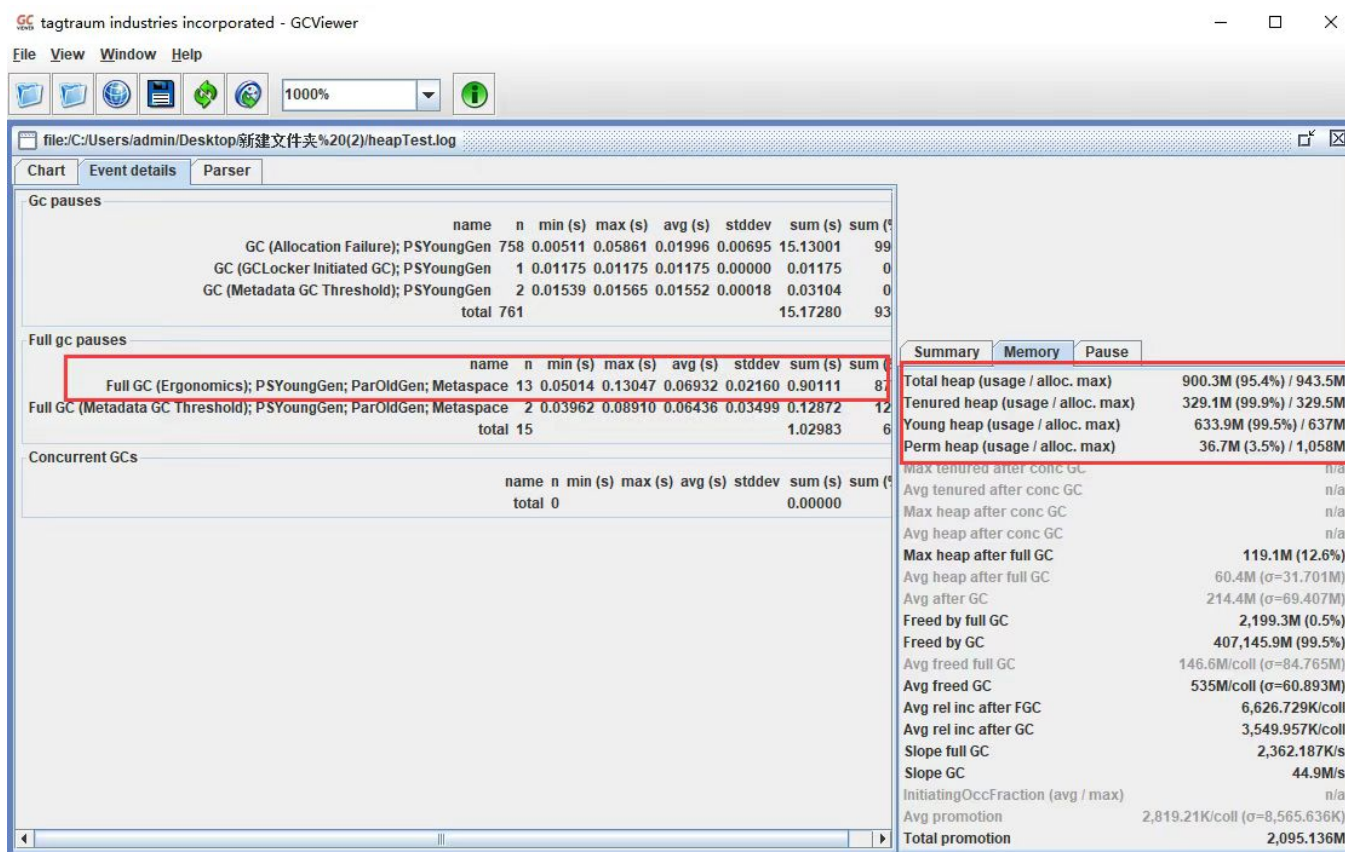 GC VIEWER tagtraum industries incorporated - GCViewer
File View Window Help
1000%
file:/C:/Users/admin/Desktop/新建文件夹%20(2)/heapTest.log
Chart Event details Parser
Gc pauses
name n min (s) max (s) avg (s) stddev sum (s) sum (%
GC (Allocation Failure); PSYoungGen 758 0.00511 0.05861 0.01996 0.00695 15.13001 99
GC (GCLocker Initiated GC); PSYoungGen 1 0.01175 0.01175 0.01175 0.00000 0.01175 0
GC (Metadata GC Threshold); PSYoungGen 2 0.01539 0.01565 0.01552 0.00018 0.03104 0
total 761 15.17280 93
Full gc pauses
name n min (s) max (s) avg (s) stddev sum (s) sum (
Full GC (Ergonomics); PSYoungGen; ParOldGen; Metaspace 13 0.05014 0.13047 0.06932 0.02160 0.90111 87
Full GC (Metadata GC Threshold); PSYoungGen; ParOldGen; Metaspace 2 0.03962 0.08910 0.06436 0.03499 0.12872 12
total 15 1.02983 6
Concurrent GCs
name n min (s) max (s) avg (s) stddev sum (s) sum (%
total 0 0.00000
Summary Memory Pause
Total heap (usage / alloc. max) 900.3M (95.4%) / 943.5M
Tenured heap (usage / alloc. max) 329.1M (99.9%) / 329.5M
Young heap (usage / alloc. max) 633.9M (99.5%) / 637M
Perm heap (usage / alloc. max) 36.7M (3.5%) / 1,058M
Max tenured after conc GC n/a
Avg tenured after conc GC n/a
Max heap after conc GC n/a
Avg heap after conc GC n/a
Max heap after full GC 119.1M (12.6%)
Avg heap after full GC 60.4M (σ=31.701M)
Avg after GC 214.4M (σ=69.407M)
Freed by full GC 2,199.3M (0.5%)
Freed by GC 407,145.9M (99.5%)
Avg freed full GC 146.6M/coll (σ=84.765M)
Avg freed GC 535M/coll (σ=60.893M)
Avg rel inc after FGC 6,626.729K/coll
Avg rel inc after GC 3,549.957K/coll
Slope full GC 2,362.187K/s
Slope GC 44.9M/s
InitiatingOccFraction (avg / max) n/a
Avg promotion 2,819.21K/coll (σ=8,565.636K)
Total promotion 2,095.136M